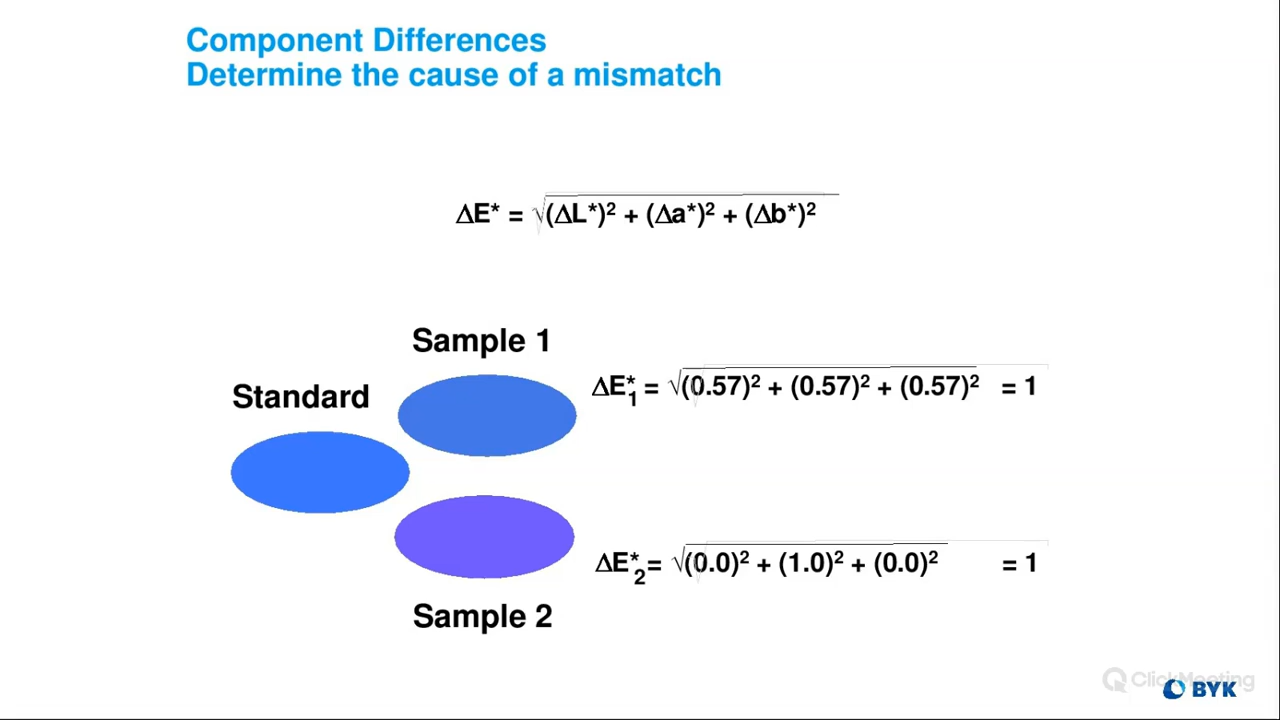 Component Differences
Determine the cause of a mismatch
ΔE* = √(ΔL*)² + (Δa*)² + (Δb*)²
Sample 1
Standard
ΔE*₁ = √(0.57)² + (0.57)² + (0.57)² = 1
ΔE*₂ = √(0.0)² + (1.0)² + (0.0)² = 1
Sample 2
ClickMeeting
BYK